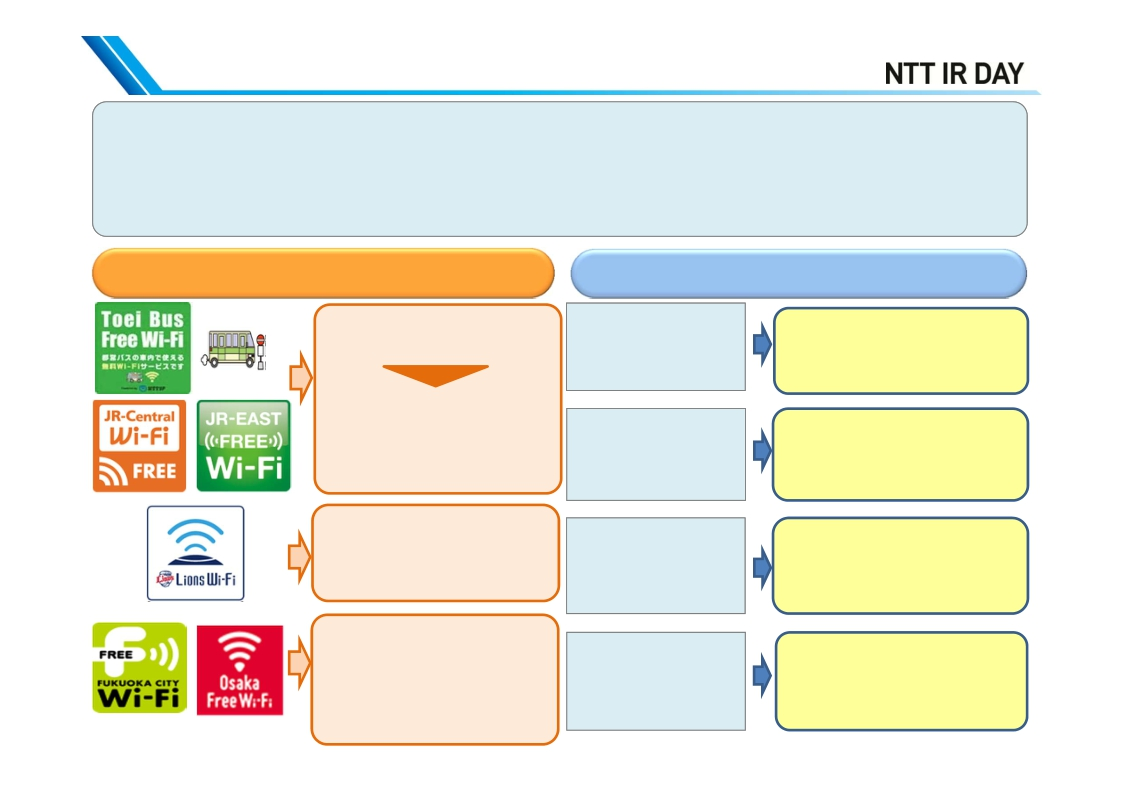 NTT IR DAY
Toei Bus
Free Wi-Fi
都営バスの車内で使える
無料Wi-Fiサービスです
JR-Central
Wi-Fi
FREE
JR-EAST
FREE
Wi-Fi
Lions Wi-Fi
FREE
FUKUOKA CITY
Wi-Fi
Osaka
Free Wi-Fi